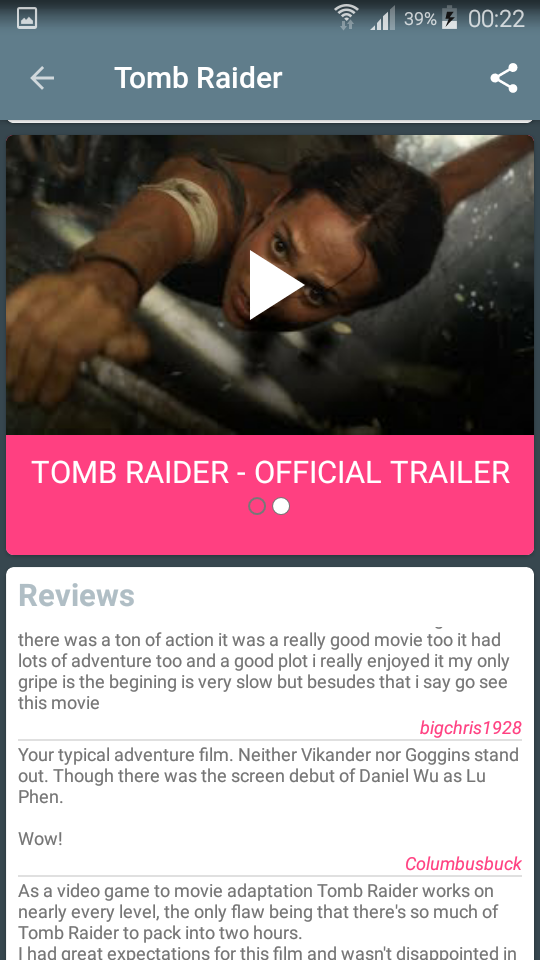 39% 00:22
Tomb Raider
TOMB RAIDER - OFFICIAL TRAILER
Reviews
there was a ton of action it was a really good movie too it had
lots of adventure too and a good plot i really enjoyed it my only
gripe is the begining is very slow but besudes that i say go see
this movie
bigchris1928
Your typical adventure film. Neither Vikander nor Goggins stand
out. Though there was the screen debut of Daniel Wu as Lu
Phen.
Wow!
Columbusbuck
As a video game to movie adaptation Tomb Raider works on
nearly every level, the only flaw being that there's so much of
Tomb Raider to pack into two hours.
I had great expectations for this film and wasn't disappointed in